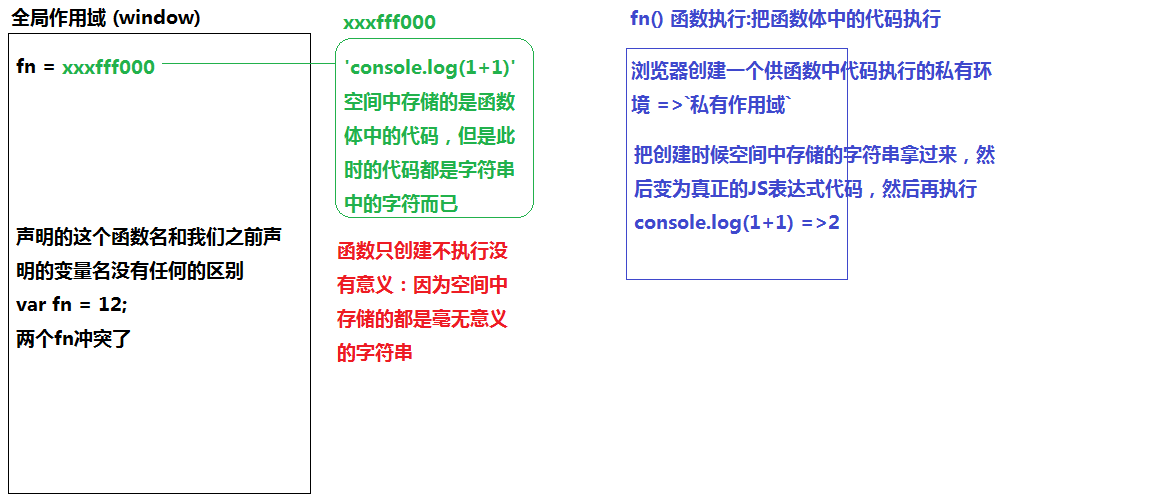 全局作用域 (window)
fn = xxxfff000
声明的这个函数名和我们之前声
明的变量名没有任何的区别
var fn = 12;
两个fn冲突了
xxxfff000
'console.log(1+1)'
空间中存储的是函数
体中的代码，但是此
时的代码都是字符串
中的字符而已
函数只创建不执行没
有意义：因为空间中
存储的都是毫无意义
的字符串
fn() 函数执行:把函数体中的代码执行
浏览器创建一个供函数中代码执行的私有环
境 =>`私有作用域`
把创建时候空间中存储的字符串拿过来，然
后变为真正的JS表达式代码，然后再执行
console.log(1+1) =>2